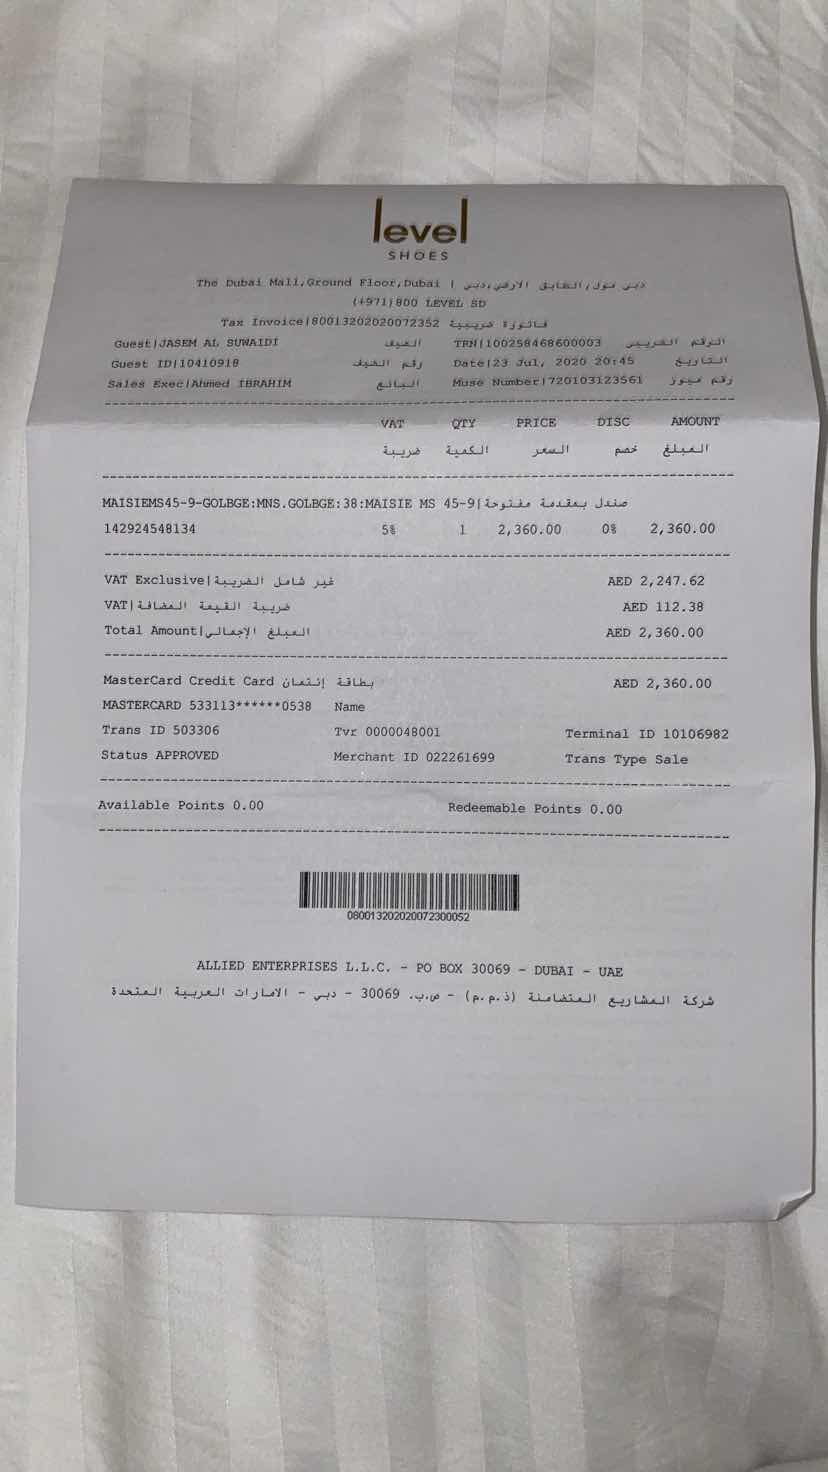 level
SHOES
The Dubai Mall,Ground Floor,Dubai | دبي مول,الطابق الارضي,دبي
(+971)800 LEVEL SD
Tax Invoice|80013202020072352 فاتورة ضريبية
Guest|JASEM AL SUWAIDI الضيف TRN|100258468600003 الرقم الضريبي
Guest ID|10410918 رقم الضيف Date|23 Jul, 2020 20:45 التاريخ
Sales Exec|Ahmed IBRAHIM البائع Muse Number|720103123561 رقم ميوز
VAT QTY PRICE DISC AMOUNT
ضريبة الكمية السعر خصم المبلغ
MAISIEMS45-9-GOLBGE:MNS.GOLBGE:38:MAISIE MS 45-9|صندل بمقدمة مفتوحة
142924548134 5% 1 2,360.00 0% 2,360.00
VAT Exclusive|غير شامل الضريبة AED 2,247.62
VAT|ضريبة القيمة المضافة AED 112.38
Total Amount|المبلغ الإجمالي AED 2,360.00
MasterCard Credit Card بطاقة إئتمان AED 2,360.00
MASTERCARD 533113******0538 Name
Trans ID 503306 Tvr 0000048001 Terminal ID 10106982
Status APPROVED Merchant ID 022261699 Trans Type Sale
Available Points 0.00 Redeemable Points 0.00
080013202020072300052
ALLIED ENTERPRISES L.L.C. - PO BOX 30069 - DUBAI - UAE
شركة المشاريع المتضامنة (ذ.م.م) - ص.ب. 30069 - دبي - الامارات العربية المتحدة